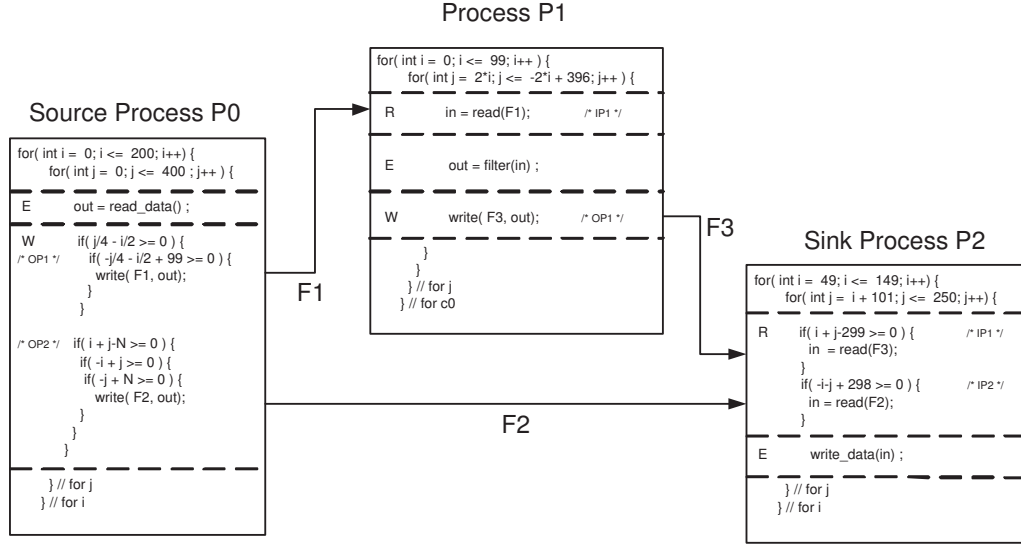 Process P1
for( int i = 0; i <= 99; i++ ) {
for( int j = 2*i; j <= -2*i + 396; j++ ) {
R in = read(F1); /* IP1 */
E out = filter(in) ;
W write( F3, out); /* OP1 */
}
}
} // for j
} // for c0
Source Process P0
for( int i = 0; i <= 200; i++) {
for( int j = 0; j <= 400 ; j++ ) {
E out = read_data() ;
W if( j/4 - i/2 >= 0 ) {
/* OP1 */ if( -j/4 - i/2 + 99 >= 0 ) {
write( F1, out);
}
}
/* OP2 */ if( i + j-N >= 0 ) {
if( -i + j >= 0 ) {
if( -j + N >= 0 ) {
write( F2, out);
}
}
}
} // for j
} // for i
F1
F2
F3
Sink Process P2
for( int i = 49; i <= 149; i++) {
for( int j = i + 101; j <= 250; j++) {
R if( i + j-299 >= 0 ) { /* IP1 */
in = read(F3);
}
if( -i-j + 298 >= 0 ) { /* IP2 */
in = read(F2);
}
E write_data(in) ;
} // for j
} // for i